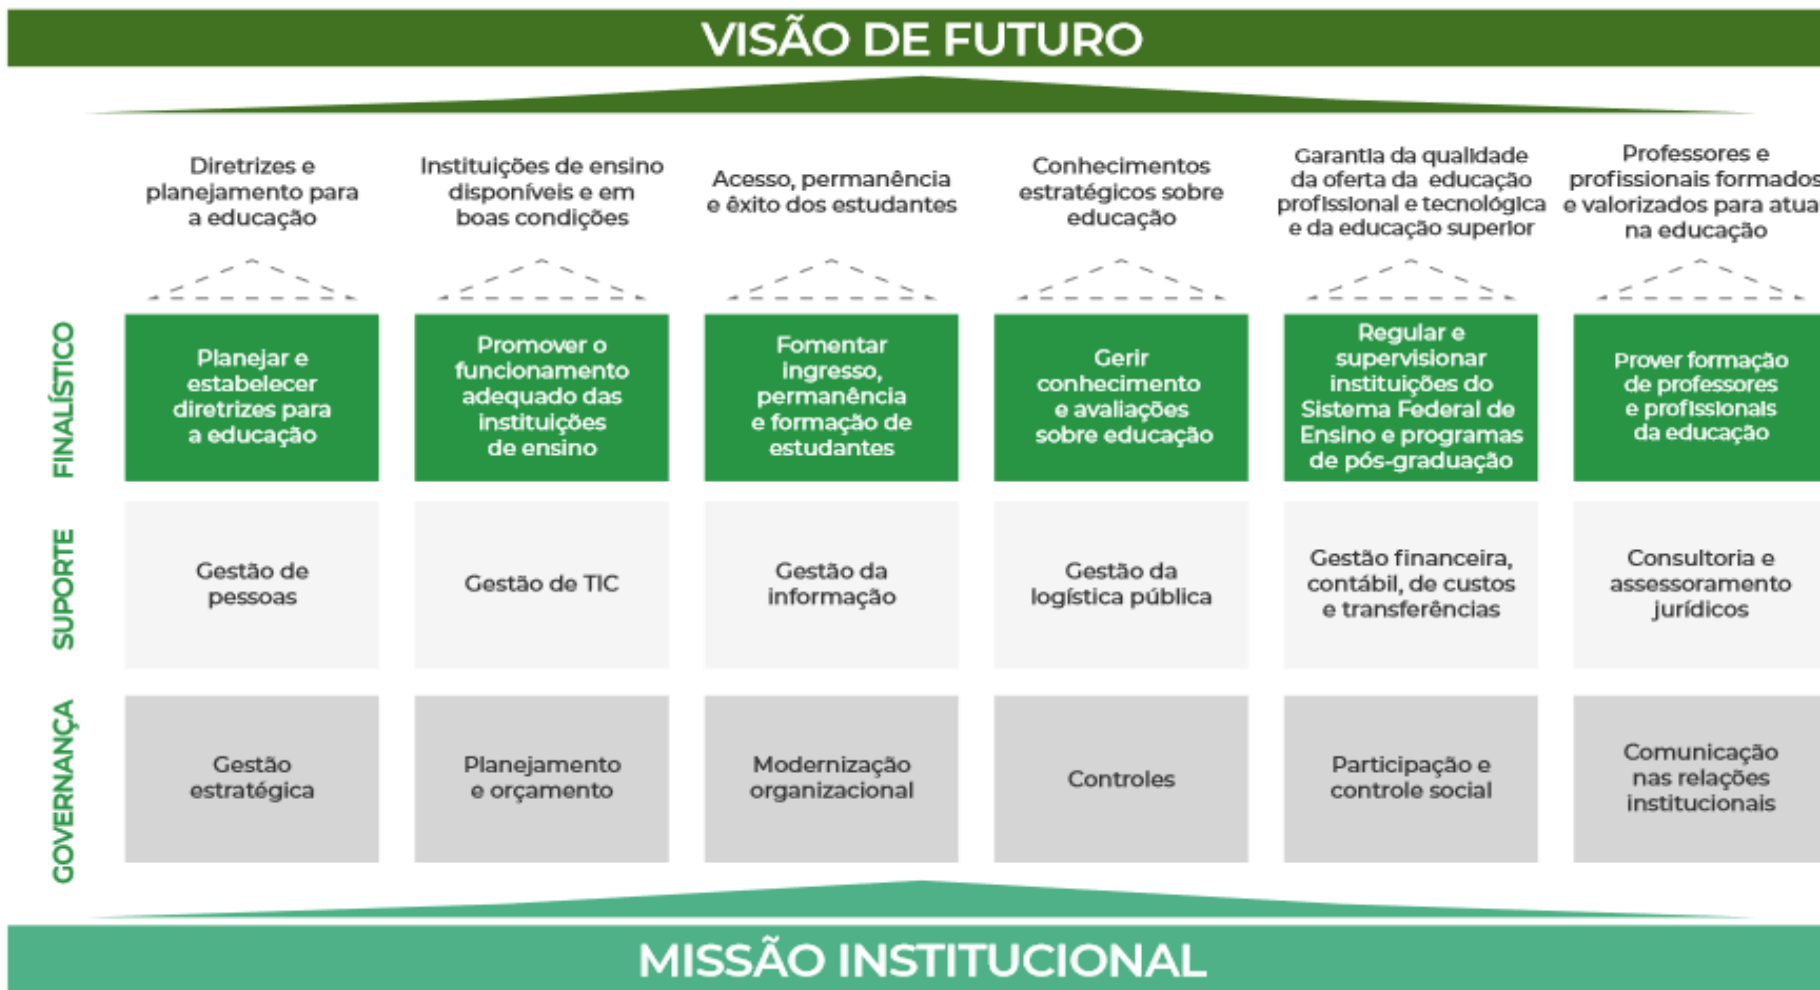 VISÃO DE FUTURO
Diretrizes e
planejamento para
a educação
Instituições de ensino
disponíveis e em
boas condições
Acesso, permanência
e êxito dos estudantes
Conhecimentos
estratégicos sobre
educação
Garantia da qualidade
da oferta da educação
profissional e tecnológica
e da educação superior
Professores e
profissionais formados
e valorizados para atua
na educação
FINALÍSTICO
Planejar e
estabelecer
diretrizes para
a educação
Promover o
funcionamento
adequado das
instituições
de ensino
Fomentar
ingresso,
permanência
e formação de
estudantes
Gerir
conhecimento
e avaliações
sobre educação
Regular e
supervisionar
instituições do
Sistema Federal de
Ensino e programas
de pós-graduação
Prover formação
de professores
e profissionais
da educação
SUPORTE
Gestão de
pessoas
Gestão de TIC
Gestão da
informação
Gestão da
logística pública
Gestão financeira,
contábil, de custos
e transferências
Consultoria e
assessoramento
jurídicos
GOVERNANÇA
Gestão
estratégica
Planejamento
e orçamento
Modernização
organizacional
Controles
Participação e
controle social
Comunicação
nas relações
institucionais
MISSÃO INSTITUCIONAL